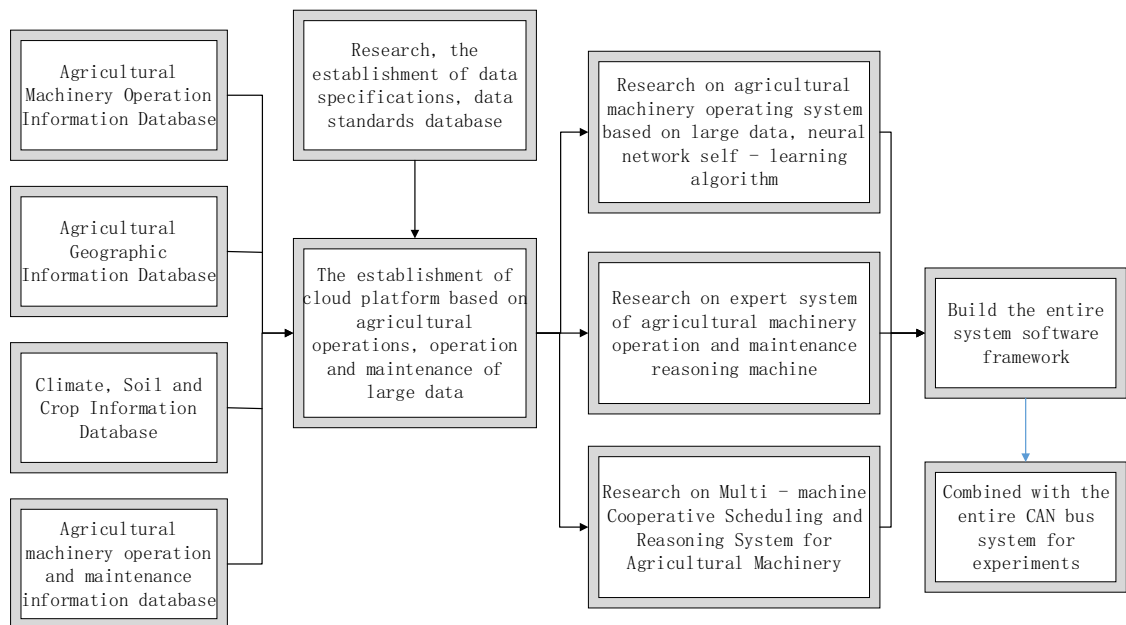 Agricultural
Machinery Operation
Information Database
Agricultural
Geographic
Information Database
Climate, Soil and
Crop Information
Database
Agricultural
machinery operation
and maintenance
information database
Research, the
establishment of data
specifications, data
standards database
The establishment of
cloud platform based on
agricultural
operations, operation
and maintenance of
large data
Research on agricultural
machinery operating system
based on large data, neural
network self - learning
algorithm
Research on expert system
of agricultural machinery
operation and maintenance
reasoning machine
Research on Multi - machine
Cooperative Scheduling and
Reasoning System for
Agricultural Machinery
Build the entire
system software
framework
Combined with the
entire CAN bus
system for
experiments